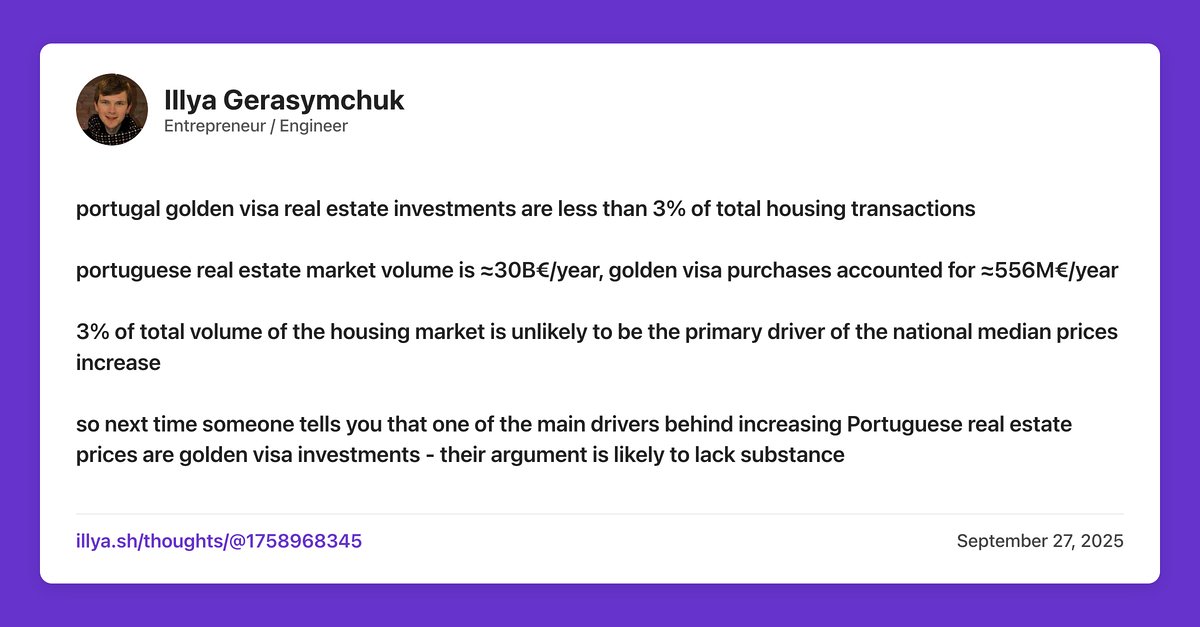 Illya Gerasymchuk
Entrepreneur / Engineer
portugal golden visa real estate investments are less than 3% of total housing transactions
portuguese real estate market volume is ≈30B€/year, golden visa purchases accounted for ≈556M€/year
3% of total volume of the housing market is unlikely to be the primary driver of the national median prices
increase
so next time someone tells you that one of the main drivers behind increasing Portuguese real estate
prices are golden visa investments - their argument is likely to lack substance
illya.sh/thoughts/@1758968345
September 27, 2025